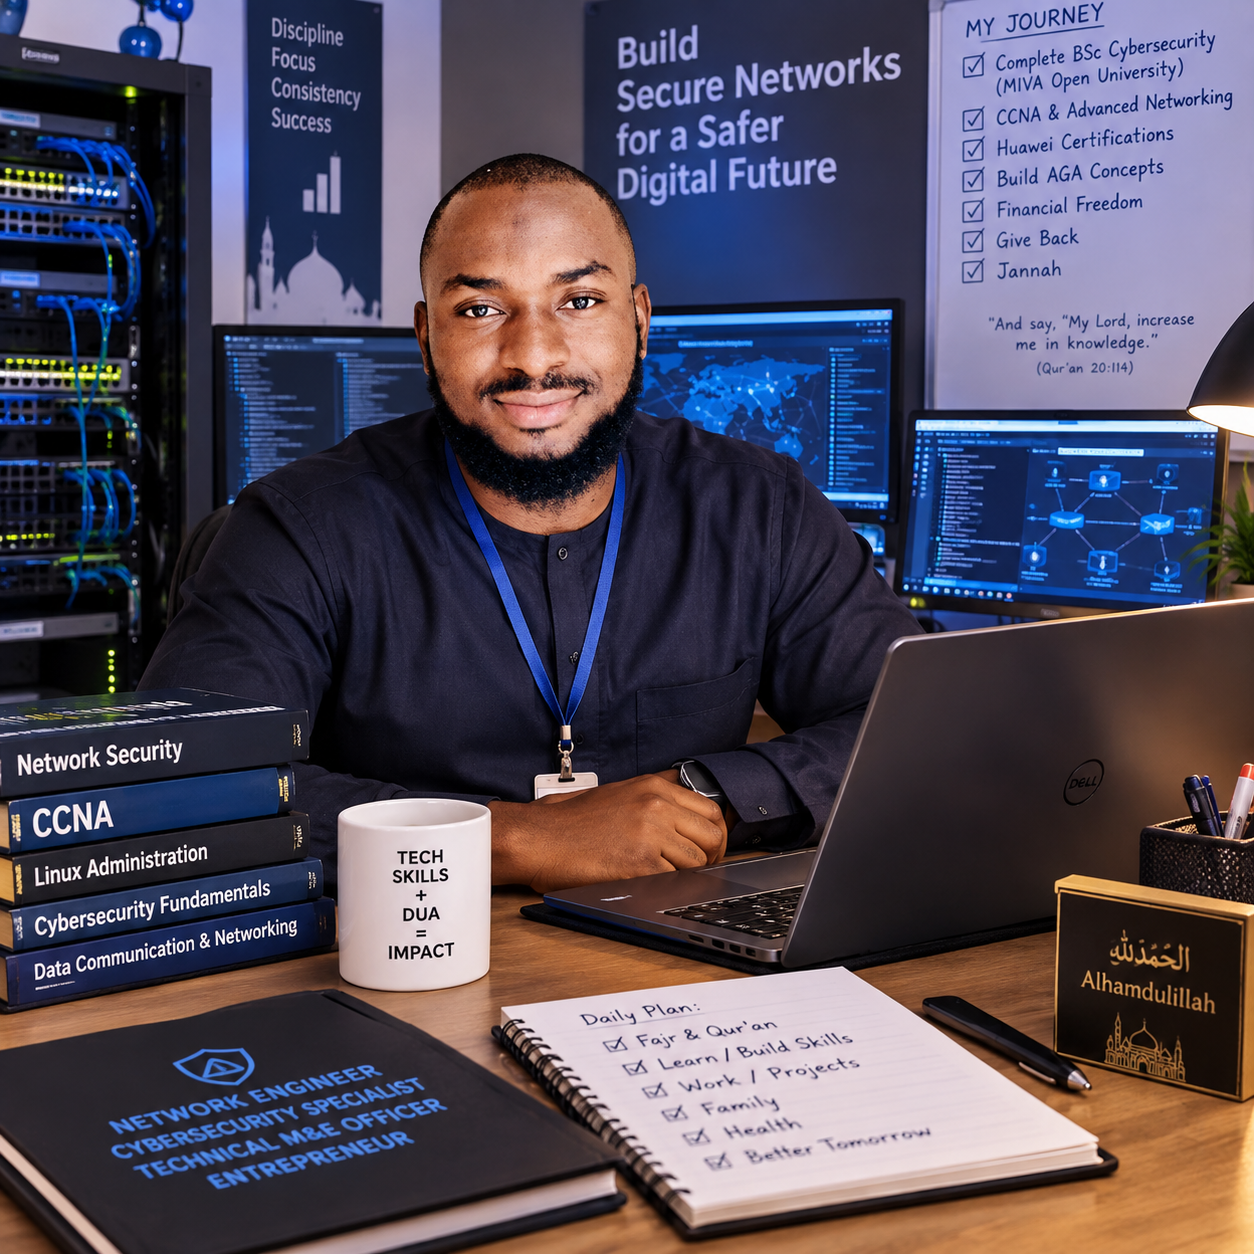 Discipline
Focus
Consistency
Success
Build
Secure Networks
for a Safer
Digital Future
MY JOURNEY
Complete BSc Cybersecurity
(MIVA Open University)
CCNA & Advanced Networking
Huawei Certifications
Build AGA Concepts
Financial Freedom
Give Back
Jannah
"And say, "My Lord, increase
me in knowledge."
(Qur'an 20:114)
Network Security
CCNA
Linux Administration
Cybersecurity Fundamentals
Data Communication & Networking
TECH
SKILLS
+
DUA
=
IMPACT
DELL
الحَمْدُ لله
Alhamdulillah
NETWORK ENGINEER
CYBERSECURITY SPECIALIST
TECHNICAL M&E OFFICER
ENTREPRENEUR
Daily Plan:
Fajr & Qur'an
Learn / Build Skills
Work / Projects
Family
Health
Better Tomorrow